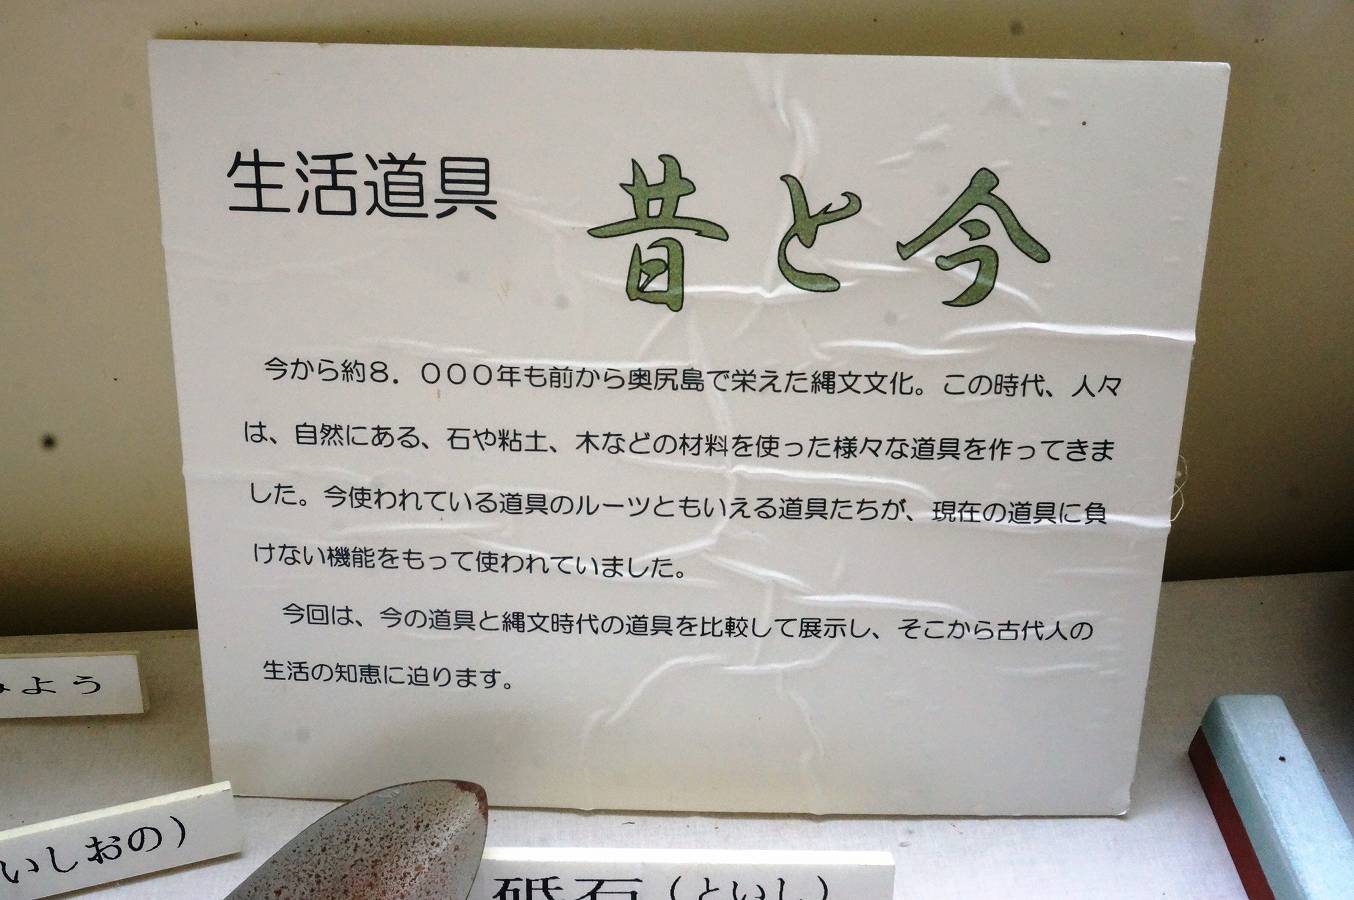 生活道具 昔と今
今から約８．０００年も前から奥尻島で栄えた縄文文化。この時代、人々
は、自然にある、石や粘土、木などの材料を使った様々な道具を作ってきま
した。今使われている道具のルーツともいえる道具たちが、現在の道具に負
けない機能をもって使われていました。
今回は、今の道具と縄文時代の道具を比較して展示し、そこから古代人の
生活の知恵に迫ります。
みよう
いしおの）
砥石（といし）